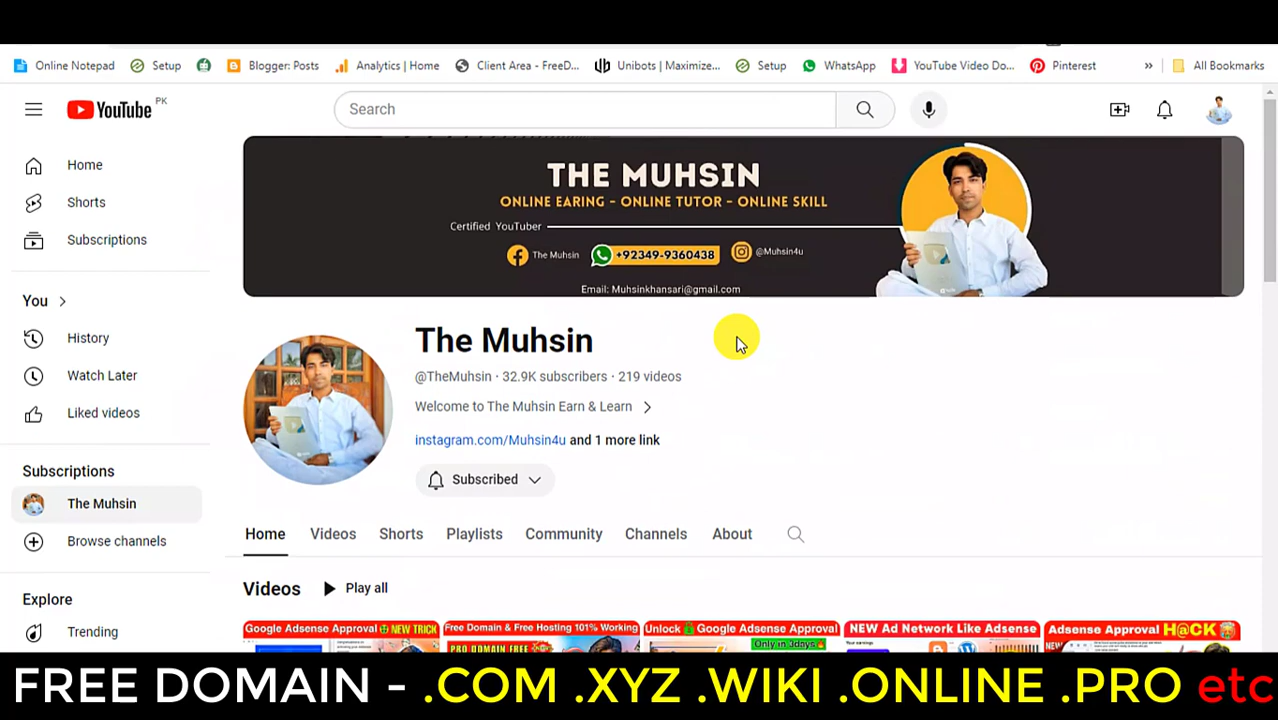 Online Notepad
Setup
Blogger: Posts
Analytics | Home
Client Area - FreeD...
Unibots | Maximize...
Setup
WhatsApp
YouTube Video Do...
Pinterest
»
All Bookmarks
YouTube PK
Search
Home
Shorts
Subscriptions
You
History
Watch Later
Liked videos
Subscriptions
The Muhsin
Browse channels
Explore
Trending
THE MUHSIN
ONLINE EARING - ONLINE TUTOR - ONLINE SKILL
Certified YouTuber
The Muhsin
+92349-9360438
@Muhsin4u
Email: Muhsinkhansari@gmail.com
The Muhsin
@TheMuhsin · 32.9K subscribers · 219 videos
Welcome to The Muhsin Earn & Learn
instagram.com/Muhsin4u and 1 more link
Subscribed
Home
Videos
Shorts
Playlists
Community
Channels
About
Videos
Play all
Google Adsense Approval NEW TRICK
Free Domain & Free Hosting 101% Working
PRO DOMAIN FREE
Unlock Google Adsense Approval
Only in 3days
NEW Ad Network Like Adsense
Adsense Approval H@CK
FREE DOMAIN - .COM .XYZ .WIKI .ONLINE .PRO etc